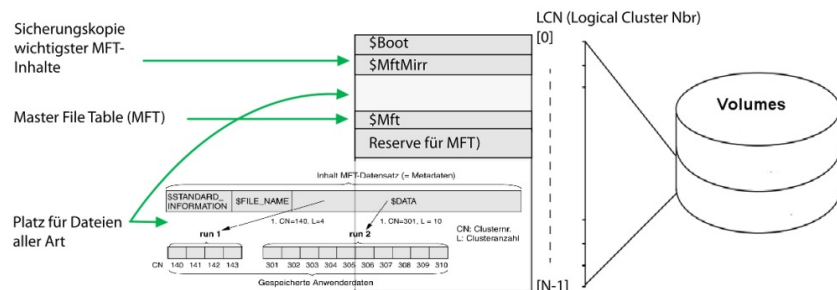 Sicherungskopie
wichtigster MFT-
Inhalte
Master File Table (MFT)
Platz für Dateien
aller Art
LCN (Logical Cluster Nbr)
[0]
$Boot
$MftMirr
$Mft
Reserve für MFT)
Volumes
Inhalt MFT-Datensatz (= Metadaten)
$STANDARD_
INFORMATION
$FILE_NAME
$DATA
1. CN=140, L=4
1. CN=301, L = 10
CN: Clusternr.
L: Clusteranzahl
run 1
run 2
CN 140 141 142 143 301 302 303 304 305 306 307 308 309 310
Gespeicherte Anwenderdaten
[N-1]